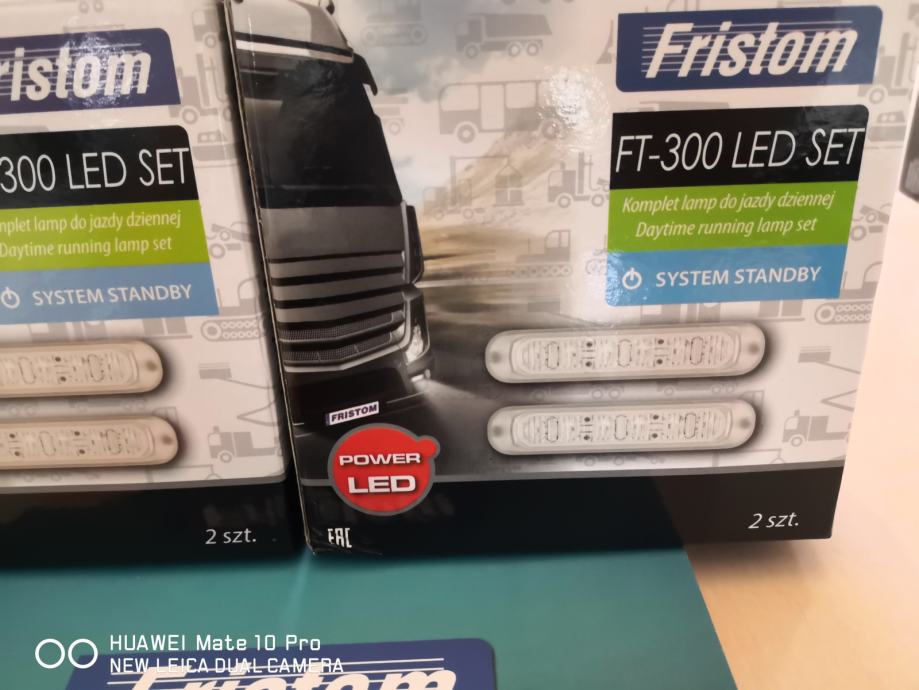 ristom
300 LED SET
mplet lamp do jazdy dziennej
Daytime running lamp set
SYSTEM STANDBY
2 szt.
Fristom
FT-300 LED SET
Komplet lamp do jazdy dziennej
Daytime running lamp set
SYSTEM STANDBY
FRISTOM
POWER
LED
EAC
2 szt.
HUAWEI Mate 10 Pro
NEW LEICA DUAL CAMERA
Fristom